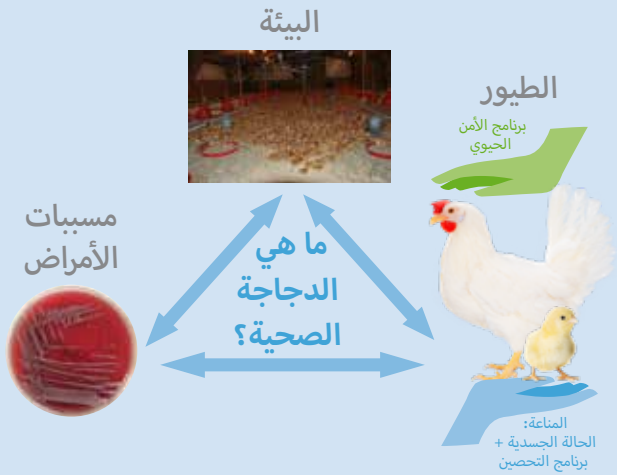 البيئة
الطيور
برنامج الأمن
الحيوي
مسببات
الأمراض
ما هي
الدجاجة
الصحية؟
المناعة:
الحالة الجسدية +
برنامج التحصين